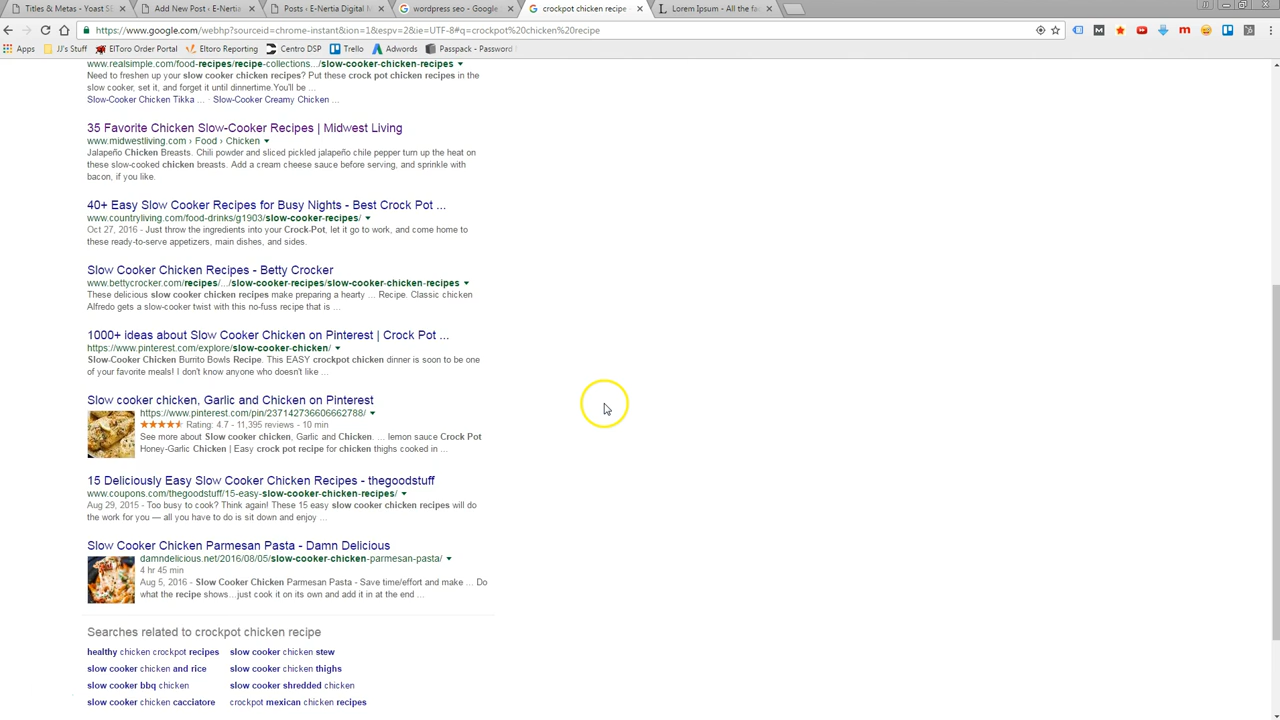 Titles & Metas - Yoast S
Add New Post ‹ E-Nertia
Posts ‹ E-Nertia Digital
wordpress seo - Google
crockpot chicken recipe
Lorem Ipsum - All the fa
https://www.google.com/webhp?sourceid=chrome-instant&ion=1&espv=2&ie=UTF-8#q=crockpot%20chicken%20recipe
Apps
JJ's Stuff
ElToro Order Portal
Eltoro Reporting
Centro DSP
Trello
Adwords
Passpack - Password
www.realsimple.com/food-recipes/recipe-collections.../slow-cooker-chicken-recipes
Need to freshen up your slow cooker chicken recipes? Put these crock pot chicken recipes in the
slow cooker, set it, and forget it until dinnertime.You'll be ...
Slow-Cooker Chicken Tikka ... · Slow-Cooker Creamy Chicken ...
35 Favorite Chicken Slow-Cooker Recipes | Midwest Living
www.midwestliving.com › Food › Chicken
Jalapeño Chicken Breasts. Chili powder and sliced pickled jalapeño chile pepper turn up the heat on
these slow-cooked chicken breasts. Add a cream cheese sauce before serving, and sprinkle with
bacon, if you like.
40+ Easy Slow Cooker Recipes for Busy Nights - Best Crock Pot ...
www.countryliving.com/food-drinks/g1903/slow-cooker-recipes/
Oct 27, 2016 - Just throw the ingredients into your Crock-Pot, let it go to work, and come home to
these ready-to-serve appetizers, main dishes, and sides.
Slow Cooker Chicken Recipes - Betty Crocker
www.bettycrocker.com/recipes/.../slow-cooker-recipes/slow-cooker-chicken-recipes
These delicious slow cooker chicken recipes make preparing a hearty ... Recipe. Classic chicken
Alfredo gets a slow-cooker twist with this no-fuss recipe that is ...
1000+ ideas about Slow Cooker Chicken on Pinterest | Crock Pot ...
https://www.pinterest.com/explore/slow-cooker-chicken/
Slow-Cooker Chicken Burrito Bowls Recipe. This EASY crockpot chicken dinner is soon to be one
of your favorite meals! I don't know anyone who doesn't like ...
Slow cooker chicken, Garlic and Chicken on Pinterest
https://www.pinterest.com/pin/237142736606662788/
Rating: 4.7 - 11,395 reviews - 10 min
See more about Slow cooker chicken, Garlic and Chicken. ... lemon sauce Crock Pot
Honey-Garlic Chicken | Easy crock pot recipe for chicken thighs cooked in ...
15 Deliciously Easy Slow Cooker Chicken Recipes - thegoodstuff
www.coupons.com/thegoodstuff/15-easy-slow-cooker-chicken-recipes/
Aug 29, 2015 - Too busy to cook? Think again! These 15 easy slow cooker chicken recipes will do
the work for you — all you have to do is sit down and enjoy ...
Slow Cooker Chicken Parmesan Pasta - Damn Delicious
damndelicious.net/2016/08/05/slow-cooker-chicken-parmesan-pasta/
4 hr 45 min
Aug 5, 2016 - Slow Cooker Chicken Parmesan Pasta - Save time/effort and make ... Do
what the recipe shows...just cook it on its own and add it in at the end ...
Searches related to crockpot chicken recipe
healthy chicken crockpot recipes
slow cooker chicken stew
slow cooker chicken and rice
slow cooker chicken thighs
slow cooker bbq chicken
slow cooker shredded chicken
slow cooker chicken cacciatore
crockpot mexican chicken recipes